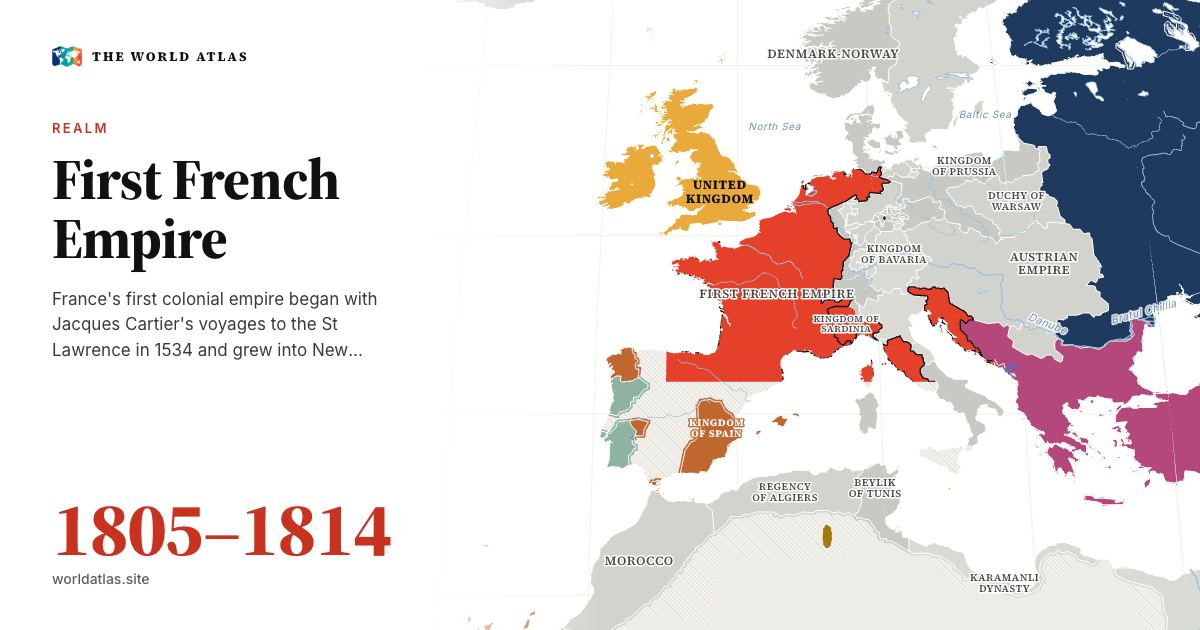 THE WORLD ATLAS
REALM
First French
Empire
France's first colonial empire began with
Jacques Cartier's voyages to the St
Lawrence in 1534 and grew into New...
1805–1814
worldatlas.site
DENMARK-NORWAY
North Sea
Baltic Sea
UNITED
KINGDOM
KINGDOM
OF PRUSSIA
DUCHY OF
WARSAW
KINGDOM
OF BAVARIA
AUSTRIAN
EMPIRE
FIRST FRENCH EMPIRE
KINGDOM OF
SARDINIA
Danube
Bratul Chillia
KINGDOM
OF SPAIN
REGENCY
OF ALGIERS
BEYLIK
OF TUNIS
MOROCCO
KARAMANLI
DYNASTY